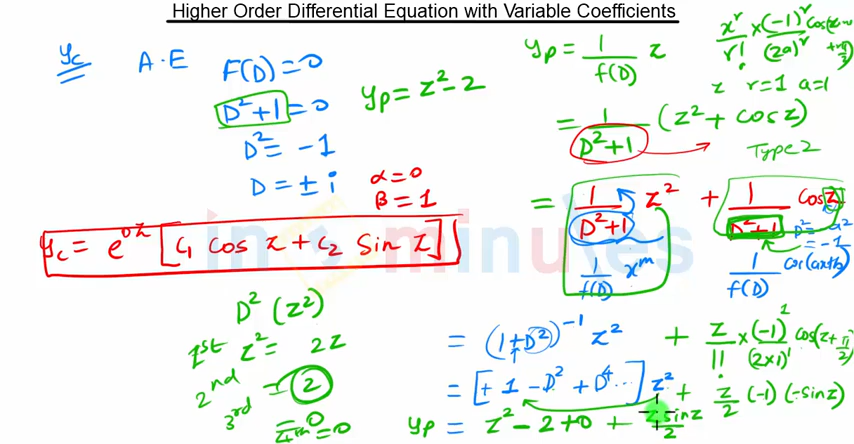 Higher Order Differential Equation with Variable Coefficients
yc A.E F(D)=0
D²+1=0
D² = -1
D = ± i
α=0
β=1
yc = e^0z [c₁ cos z + c₂ sin z]
yp = z² - 2
D² (z²)
1st z² = 2z
2nd = 2
3rd = 0
4th = 0
yp = 1/f(D) z
x^r/r! × (-1)^r/(2a)^r cos(
z r=1 a=1
= 1/(D²+1) (z² + cos z)
Type 2
= 1/(D²+1) z² + 1/(D²+1) cos z
D² = -a²
= -1
1/f(D) x^m 1/f(D) cos(ax+b)
= (1+D²)^-1 z² + z/1! × (-1)^1/(2×1)^1 cos(z+π/2)
= [1 - D² + D⁴...] z² + z/2 (-1) (-sin z)
yp = z² - 2 + 0 + z sin z/2
in minutes